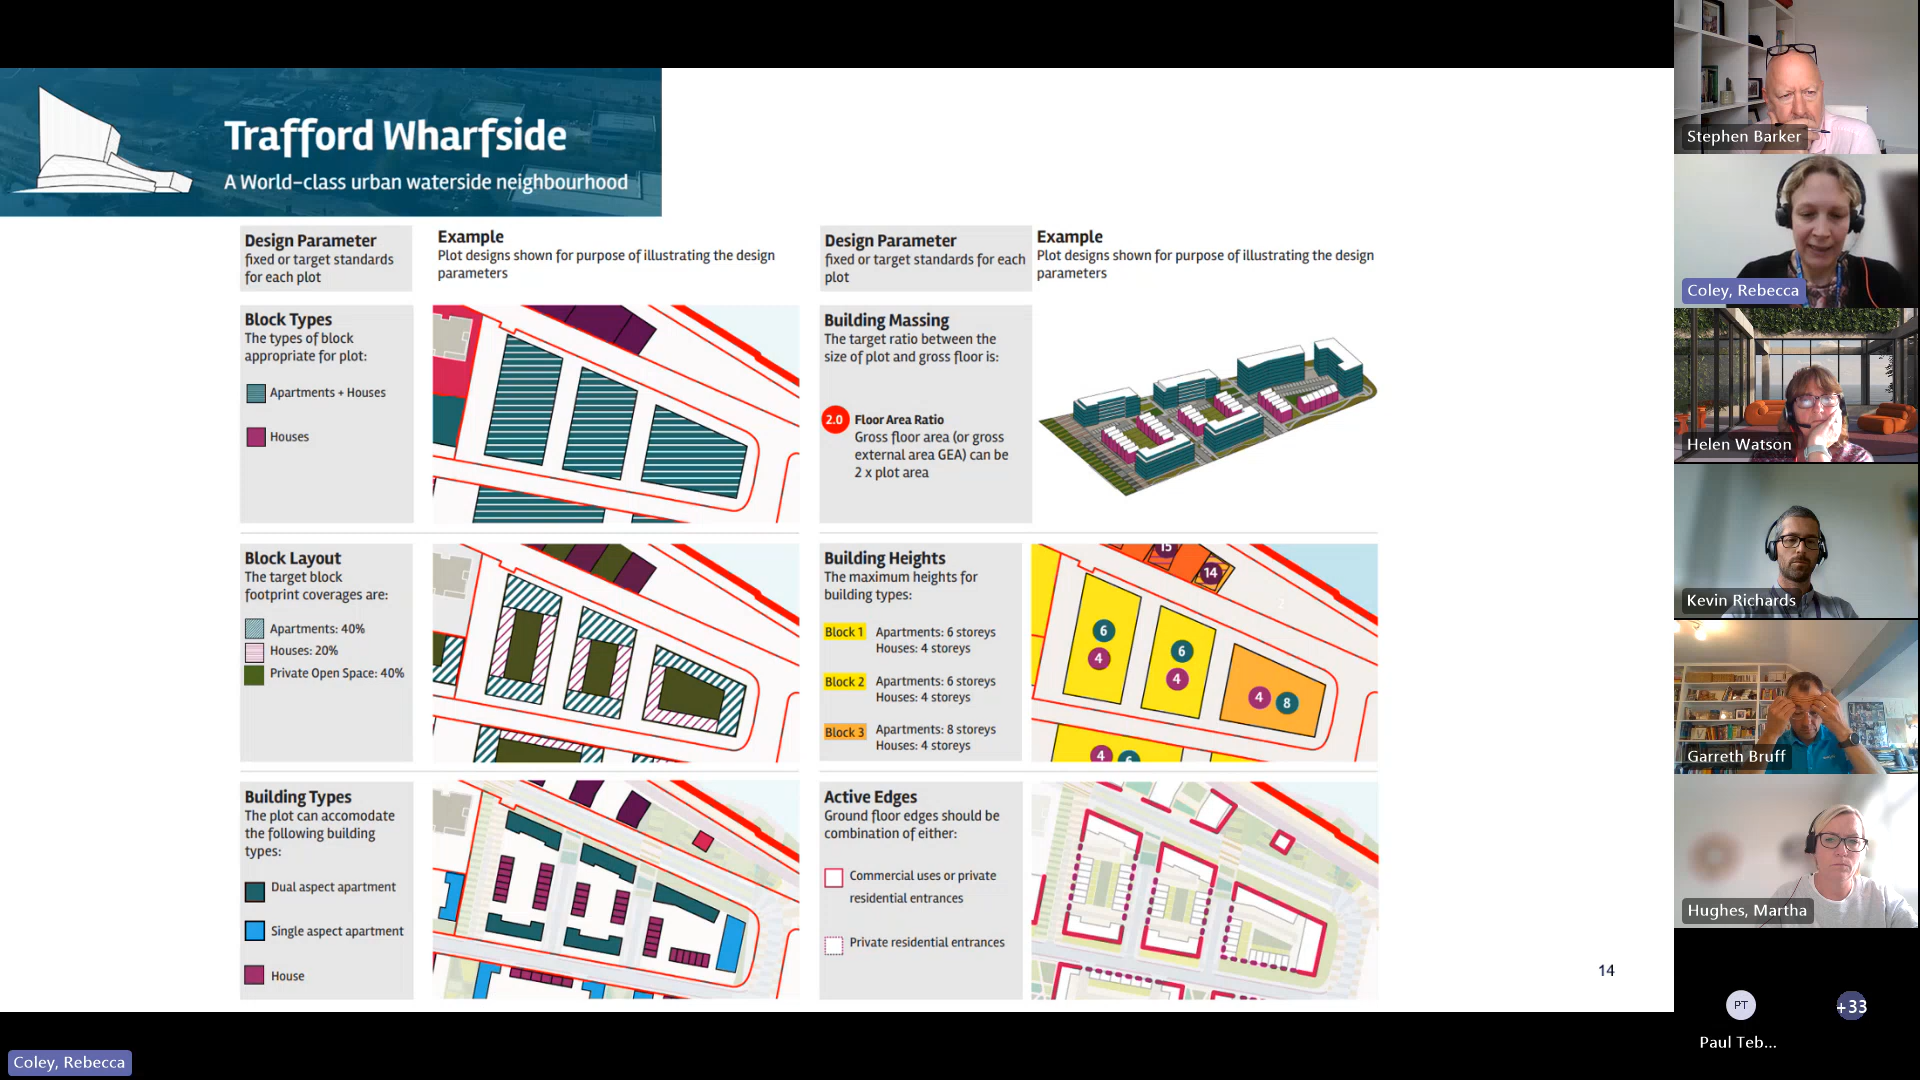 Trafford Wharfside
A World-class urban waterside neighbourhood
Design Parameter
fixed or target standards
for each plot
Example
Plot designs shown for purpose of illustrating the design
parameters
Block Types
The types of block
appropriate for plot:
Apartments + Houses
Houses
Block Layout
The target block
footprint coverages are:
Apartments: 40%
Houses: 20%
Private Open Space: 40%
Building Types
The plot can accomodate
the following building
types:
Dual aspect apartment
Single aspect apartment
House
Design Parameter
fixed or target standards for each
plot
Example
Plot designs shown for purpose of illustrating the design
parameters
Building Massing
The target ratio between the
size of plot and gross floor is:
2.0
Floor Area Ratio
Gross floor area (or gross
external area GEA) can be
2 x plot area
Building Heights
The maximum heights for
building types:
Block 1 Apartments: 6 storeys
Houses: 4 storeys
Block 2 Apartments: 6 storeys
Houses: 4 storeys
Block 3 Apartments: 8 storeys
Houses: 4 storeys
15
14
2
6
4
6
4
4 8
4 6
Active Edges
Ground floor edges should be
combination of either:
Commercial uses or private
residential entrances
Private residential entrances
14
Stephen Barker
Coley, Rebecca
Helen Watson
Kevin Richards
Garreth Bruff
Hughes, Martha
PT
+33
Paul Teb...
Coley, Rebecca